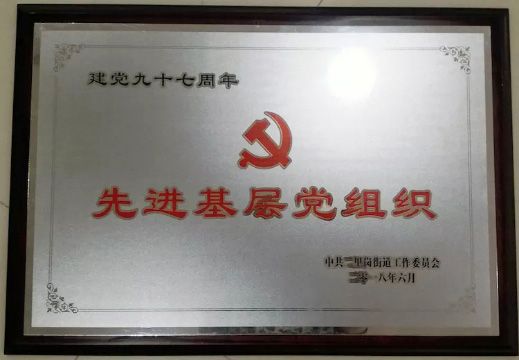 建党九十七周年
先进基层党组织
中共二里岗街道工作委员会
二〇一八年六月